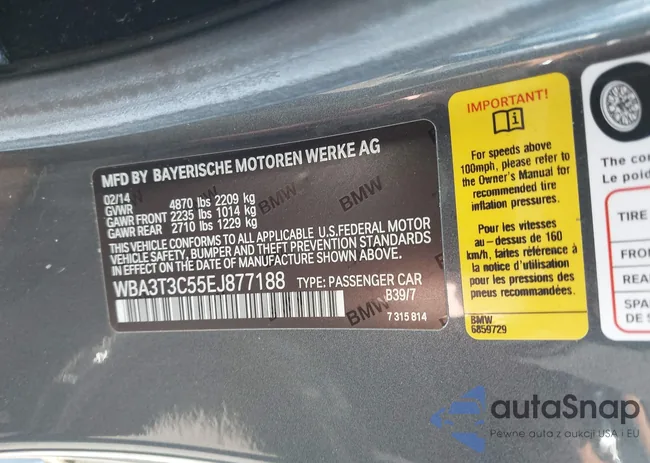 MFD BY BAYERISCHE MOTOREN WERKE AG
02/14
GVWR 4870 lbs 2209 kg
GAWR FRONT 2235 lbs 1014 kg
GAWR REAR 2710 lbs 1229 kg
THIS VEHICLE CONFORMS TO ALL APPLICABLE U.S.FEDERAL MOTOR
VEHICLE SAFETY, BUMPER AND THEFT PREVENTION STANDARDS
IN EFFECT ON THE DATE OF MANUFACTURE SHOWN ABOVE.
WBA3T3C55EJ877188 TYPE: PASSENGER CAR
B39/7
7 315 814
BMW
BMW
BMW
BMW
BMW
IMPORTANT!
For speeds above
100mph, please refer to
the Owner's Manual for
recommended tire
inflation pressures.
Pour les vitesses
au-dessus de 160
km/h, faites référence à
la notice d'utilisation
pour les pressions des
pneus recommandées.
BMW
6859729
The c
Le poid
TIRE
FRON
REA
SPA
DE S
autaSnap
Pewne auta z aukcji USA i EU